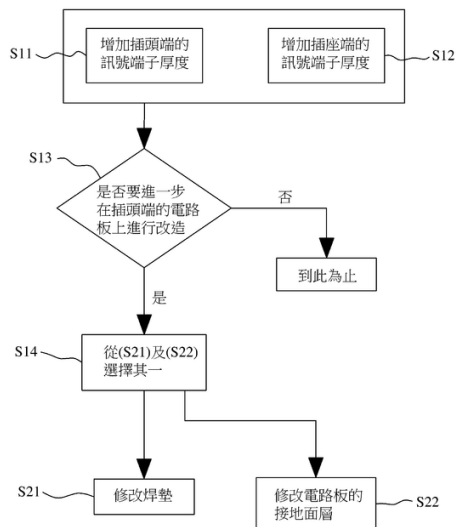 S11
增加插頭端的
訊號端子厚度
增加插座端的
訊號端子厚度
S12
S13
是否要進一步
在插頭端的電路
板上進行改造
否
到此為止
是
S14
從(S21)及(S22)
選擇其一
S21
修改焊墊
修改電路板的
接地面層
S22